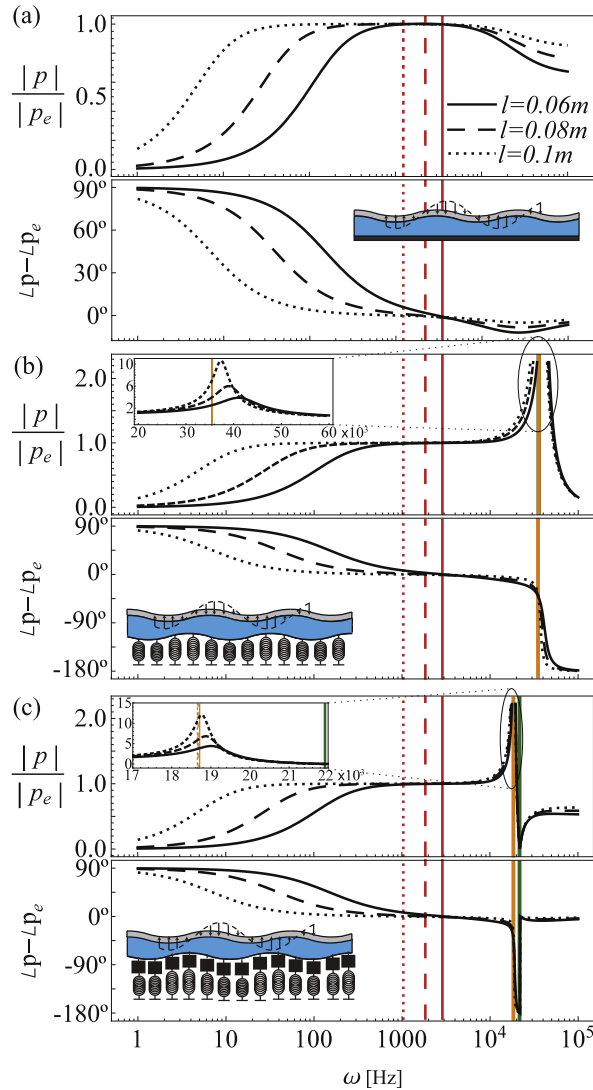 (a)
1.0
0.5
0.0
|p|
|pₑ|
l=0.06m
l=0.08m
l=0.1m
90º
60º
30º
0º
∠p–∠pₑ
(b)
10
6
2
20 30 40 50 60 x10³
2.0
1.0
0.0
|p|
|pₑ|
90º
0º
-90º
-180º
∠p–∠pₑ
(c)
15
10
5
0
17 18 19 20 21 22 x10³
2.0
1.0
0.0
|p|
|pₑ|
90º
0º
-90º
-180º
∠p–∠pₑ
1 10 100 1000 10⁴ 10⁵
ω [Hz]